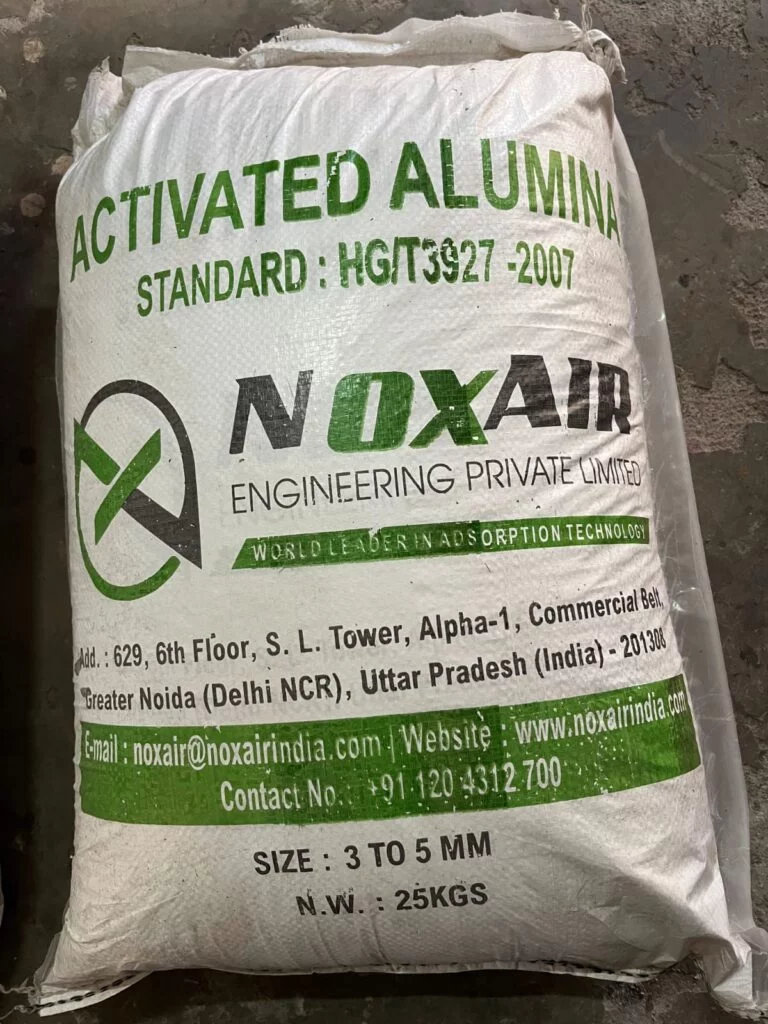 ACTIVATED ALUMINA
STANDARD : HG/T3927 -2007
NOXAIR
ENGINEERING PRIVATE LIMITED
WORLD LEADER IN ADSORPTION TECHNOLOGY
Add. : 629, 6th Floor, S. L. Tower, Alpha-1, Commercial Belt,
Greater Noida (Delhi NCR), Uttar Pradesh (India) - 201308
E-mail : noxair@noxairindia.com | Website : www.noxairindia.com
Contact No. : +91 120 4312 700
SIZE : 3 TO 5 MM
N.W. : 25KGS